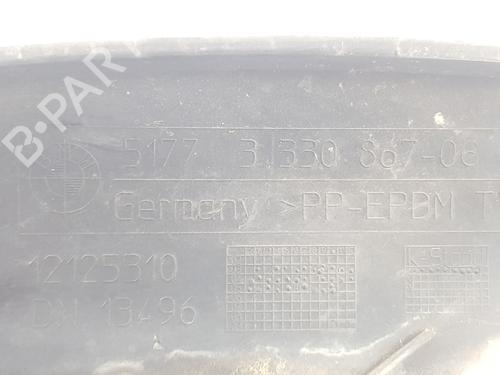 B-PARTS
5177 3 330 867-06
Germany >PP-EPDM T
12125310
DN 13496